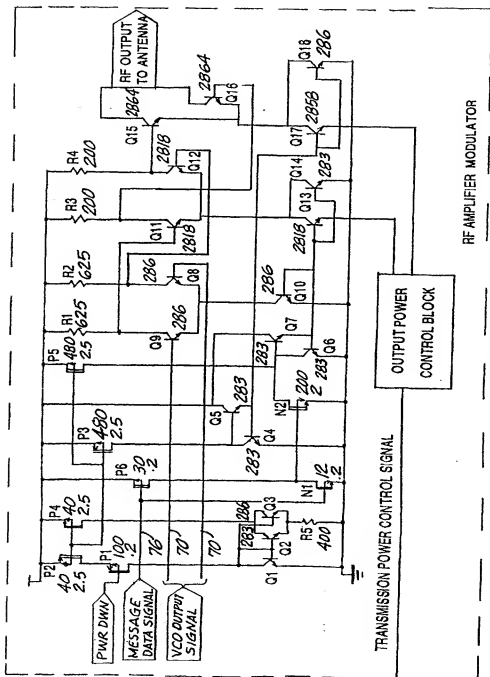 RF OUTPUT
TO ANTENNA
R4
200
R3
200
R2
625
R1
625
P5
480
2.5
P3
480
2.5
P6
30
.2
P4
40
2.5
P2
40
2.5
P1
100
.2
PWR DWN
MESSAGE
DATA SIGNAL
76
VCO OUTPUT
SIGNAL
70
70
Q15
2864
2864
Q16
Q12
2818
Q11
2818
Q8
286
Q9
286
Q10
286
Q18
286
Q17
2858
Q14
283
Q13
2818
Q7
283
Q6
283
Q5
283
Q4
283
N2
200
2
N1
12
.2
Q3
286
Q2
283
Q1
R5
400
OUTPUT POWER
CONTROL BLOCK
TRANSMISSION POWER CONTROL SIGNAL
RF AMPLIFIER MODULATOR